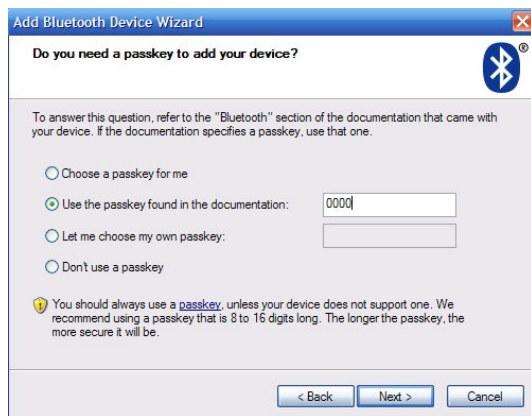 Add Bluetooth Device Wizard
Do you need a passkey to add your device?
®
To answer this question, refer to the "Bluetooth" section of the documentation that came with
your device. If the documentation specifies a passkey, use that one.
Choose a passkey for me
Use the passkey found in the documentation: 0000
Let me choose my own passkey:
Don't use a passkey
You should always use a passkey, unless your device does not support one. We
recommend using a passkey that is 8 to 16 digits long. The longer the passkey, the
more secure it will be.
< Back Next > Cancel